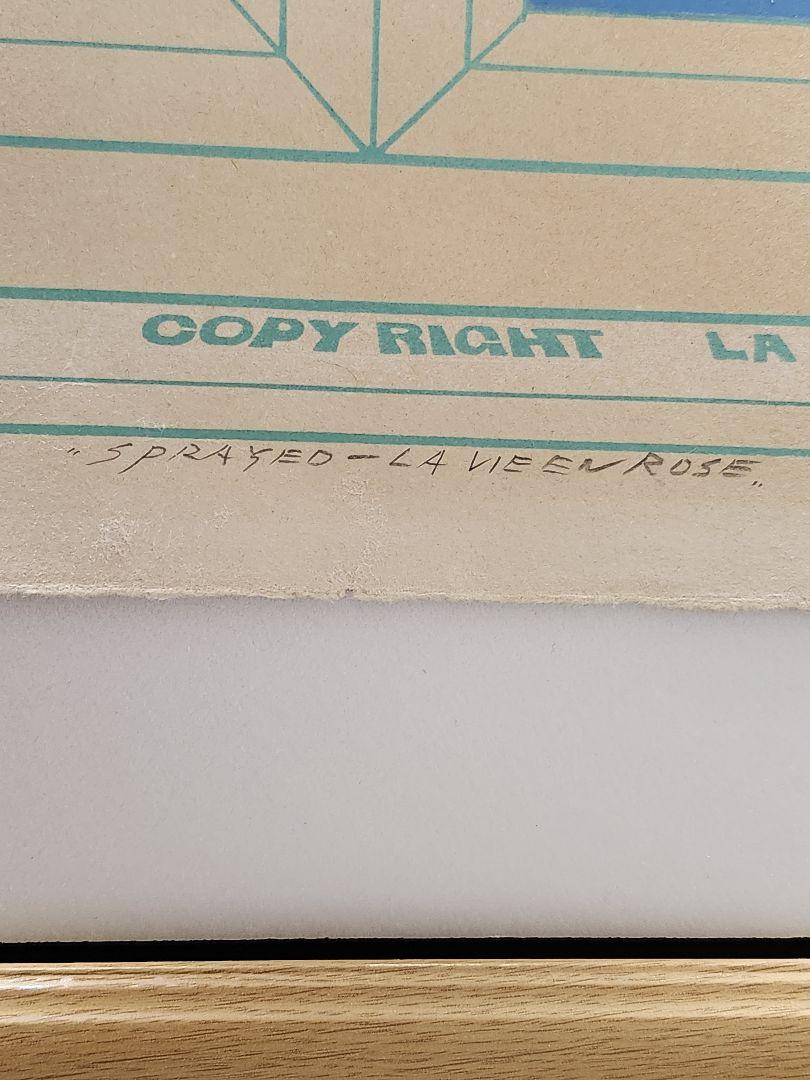 COPY RIGHT LA
„SPRAYED - LA VIE EN ROSE„